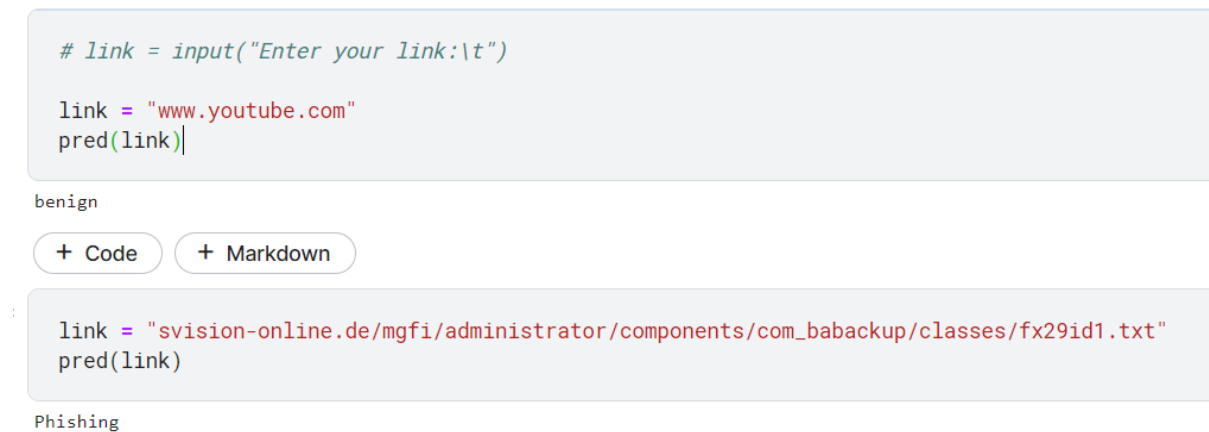 # link = input("Enter your link:\t")
link = "www.youtube.com"
pred(link)
benign
+ Code + Markdown
link = "svision-online.de/mgfi/administrator/components/com_babackup/classes/fx29id1.txt"
pred(link)
Phishing